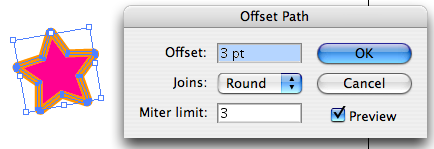 Offset Path
Offset: 3 pt OK
Joins: Round Cancel
Miter limit: 3 Preview